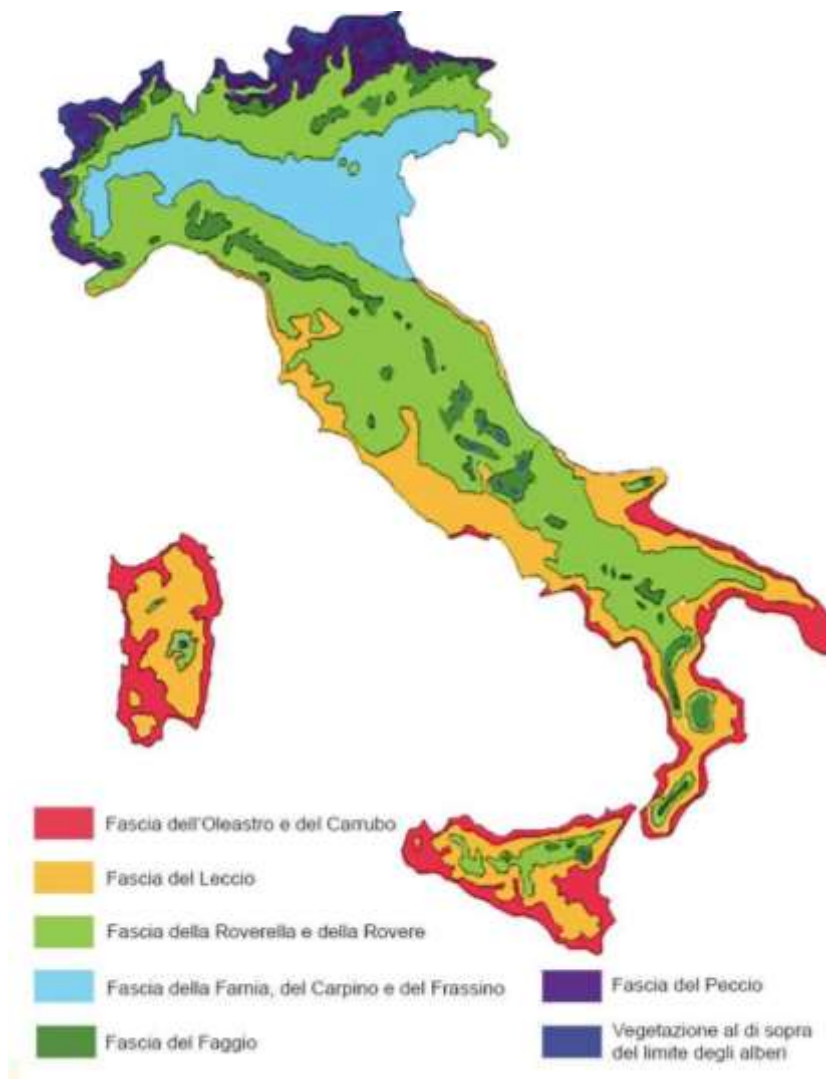 Fascia dell'Oleastro e del Carrubo
Fascia del Leccio
Fascia della Roverella e della Rovere
Fascia della Farnia, del Carpino e del Frassino
Fascia del Faggio
Fascia del Peccio
Vegetazione al di sopra
del limite degli alberi